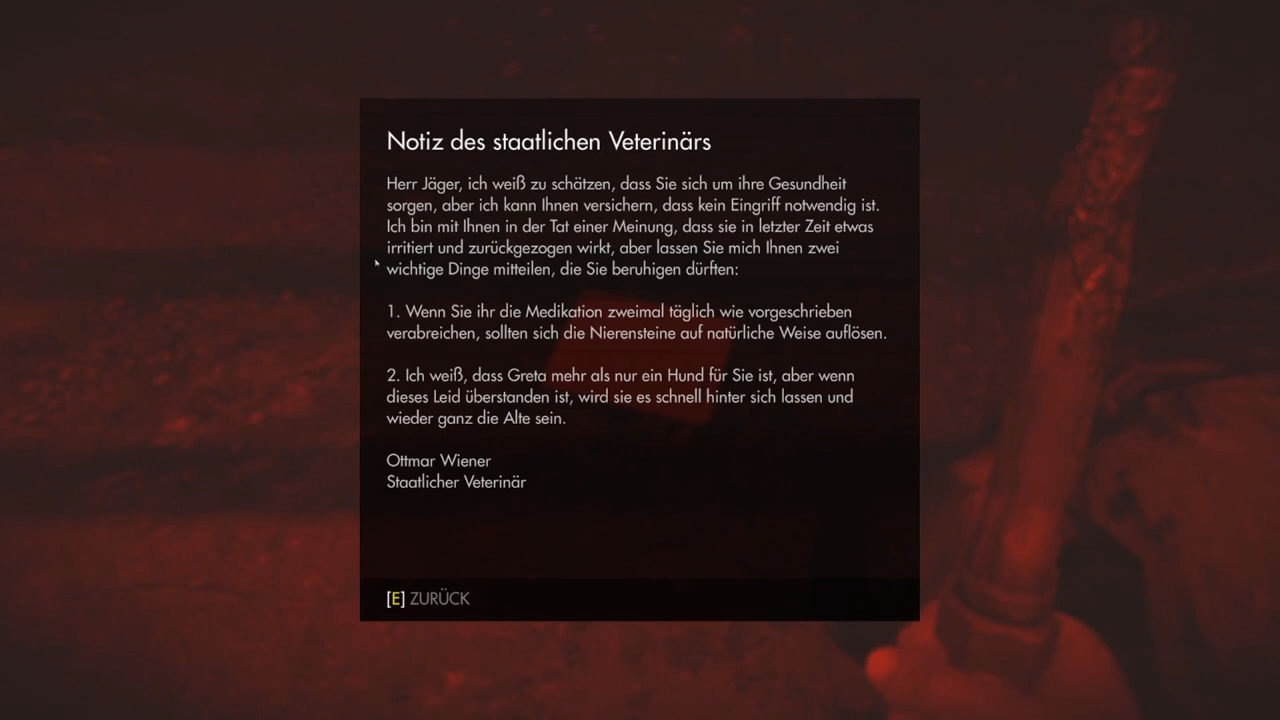 Notiz des staatlichen Veterinärs
Herr Jäger, ich weiß zu schätzen, dass Sie sich um ihre Gesundheit
sorgen, aber ich kann Ihnen versichern, dass kein Eingriff notwendig ist.
Ich bin mit Ihnen in der Tat einer Meinung, dass sie in letzter Zeit etwas
irritiert und zurückgezogen wirkt, aber lassen Sie mich Ihnen zwei
wichtige Dinge mitteilen, die Sie beruhigen dürften:
1. Wenn Sie ihr die Medikation zweimal täglich wie vorgeschrieben
verabreichen, sollten sich die Nierensteine auf natürliche Weise auflösen.
2. Ich weiß, dass Greta mehr als nur ein Hund für Sie ist, aber wenn
dieses Leid überstanden ist, wird sie es schnell hinter sich lassen und
wieder ganz die Alte sein.
Ottmar Wiener
Staatlicher Veterinär
[E] ZURÜCK